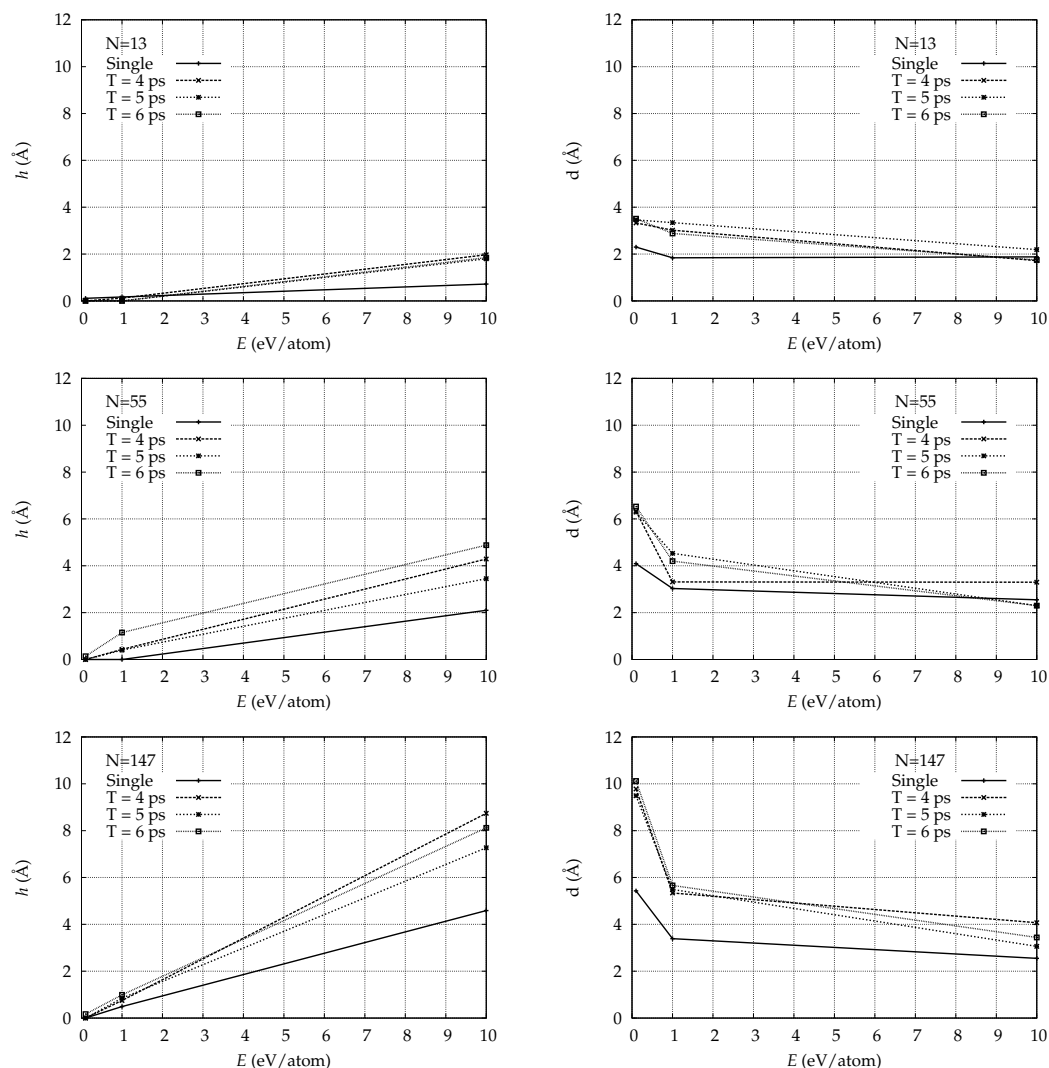 12
10
8
6
4
2
0
h (Å)
N=13
Single
T = 4 ps
T = 5 ps
T = 6 ps
0 1 2 3 4 5 6 7 8 9 10
E (eV/atom)
12
10
8
6
4
2
0
d (Å)
N=13
Single
T = 4 ps
T = 5 ps
T = 6 ps
0 1 2 3 4 5 6 7 8 9 10
E (eV/atom)
12
10
8
6
4
2
0
h (Å)
N=55
Single
T = 4 ps
T = 5 ps
T = 6 ps
0 1 2 3 4 5 6 7 8 9 10
E (eV/atom)
12
10
8
6
4
2
0
d (Å)
N=55
Single
T = 4 ps
T = 5 ps
T = 6 ps
0 1 2 3 4 5 6 7 8 9 10
E (eV/atom)
12
10
8
6
4
2
0
h (Å)
N=147
Single
T = 4 ps
T = 5 ps
T = 6 ps
0 1 2 3 4 5 6 7 8 9 10
E (eV/atom)
12
10
8
6
4
2
0
d (Å)
N=147
Single
T = 4 ps
T = 5 ps
T = 6 ps
0 1 2 3 4 5 6 7 8 9 10
E (eV/atom)